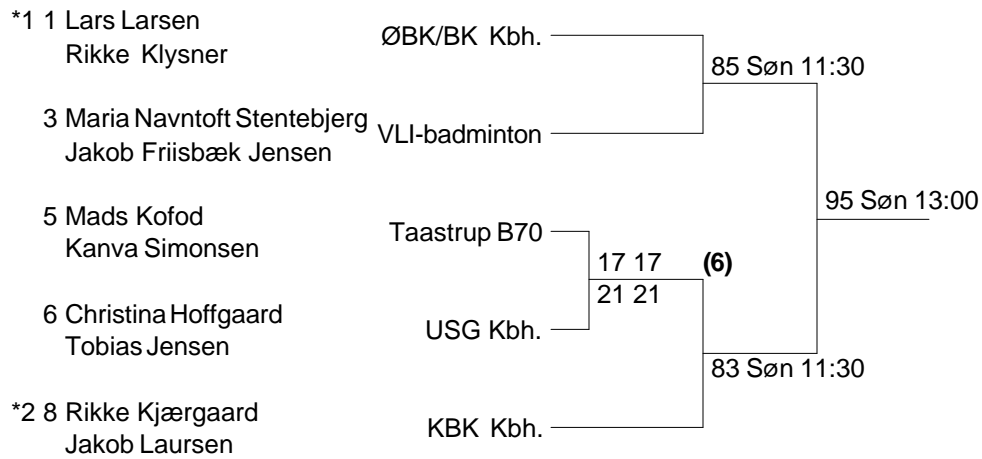 *1 1 Lars Larsen
Rikke Klysner
ØBK/BK Kbh.
85 Søn 11:30
3 Maria Navntoft Stentebjerg
Jakob Friisbæk Jensen
VLI-badminton
95 Søn 13:00
5 Mads Kofod
Kanva Simonsen
Taastrup B70
17 17 (6)
21 21
6 Christina Hoffgaard
Tobias Jensen
USG Kbh.
83 Søn 11:30
*2 8 Rikke Kjærgaard
Jakob Laursen
KBK Kbh.